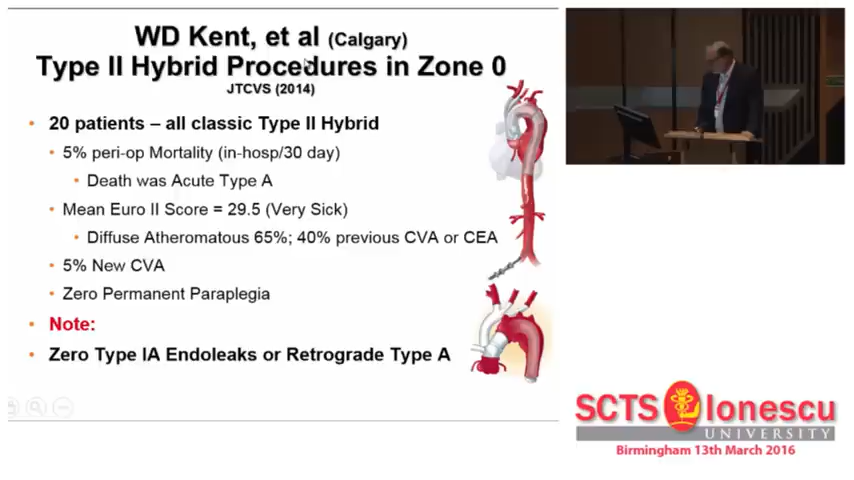 WD Kent, et al (Calgary)
Type II Hybrid Procedures in Zone 0
JTCVS (2014)
• 20 patients – all classic Type II Hybrid
• 5% peri-op Mortality (in-hosp/30 day)
• Death was Acute Type A
• Mean Euro II Score = 29.5 (Very Sick)
• Diffuse Atheromatous 65%; 40% previous CVA or CEA
• 5% New CVA
• Zero Permanent Paraplegia
• Note:
• Zero Type IA Endoleaks or Retrograde Type A
SCTS Ionescu
UNIVERSITY
Birmingham 13th March 2016